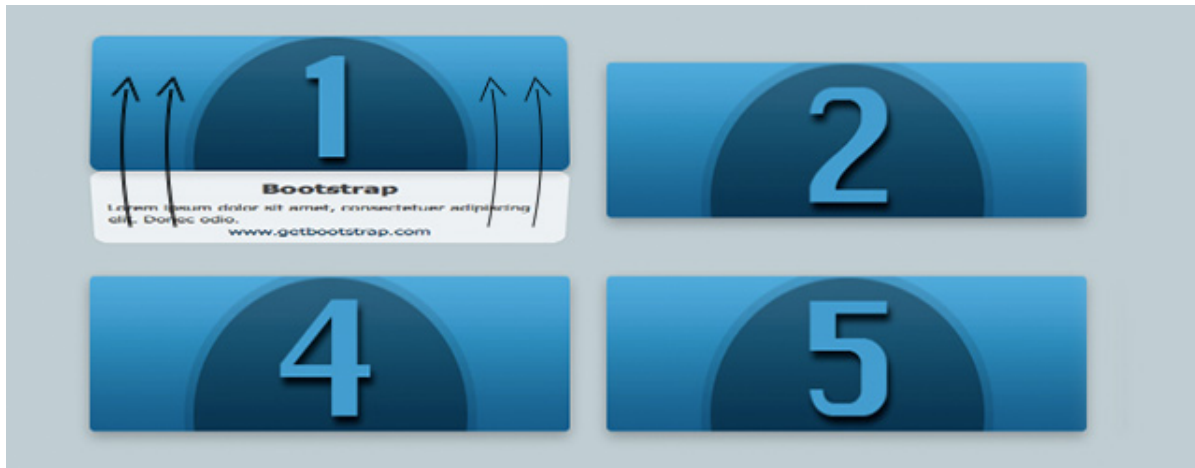 1
2
Bootstrap
Lorem ipsum dolor sit amet, consectetuer adipiscing
elit. Donec odio.
www.getbootstrap.com
4
5